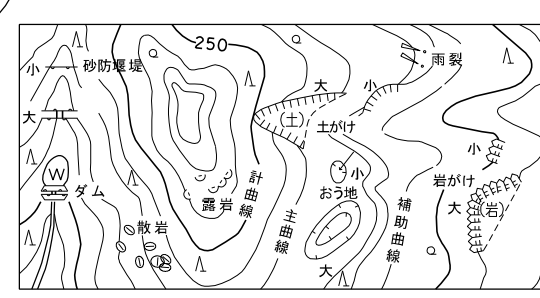 250
小 砂防堰堤
雨裂
大
小
大
(土)
土がけ
小
W
ダム
小
おう地
岩がけ
計曲線
露岩
主曲線
補助曲線
大
(岩)
散岩
大